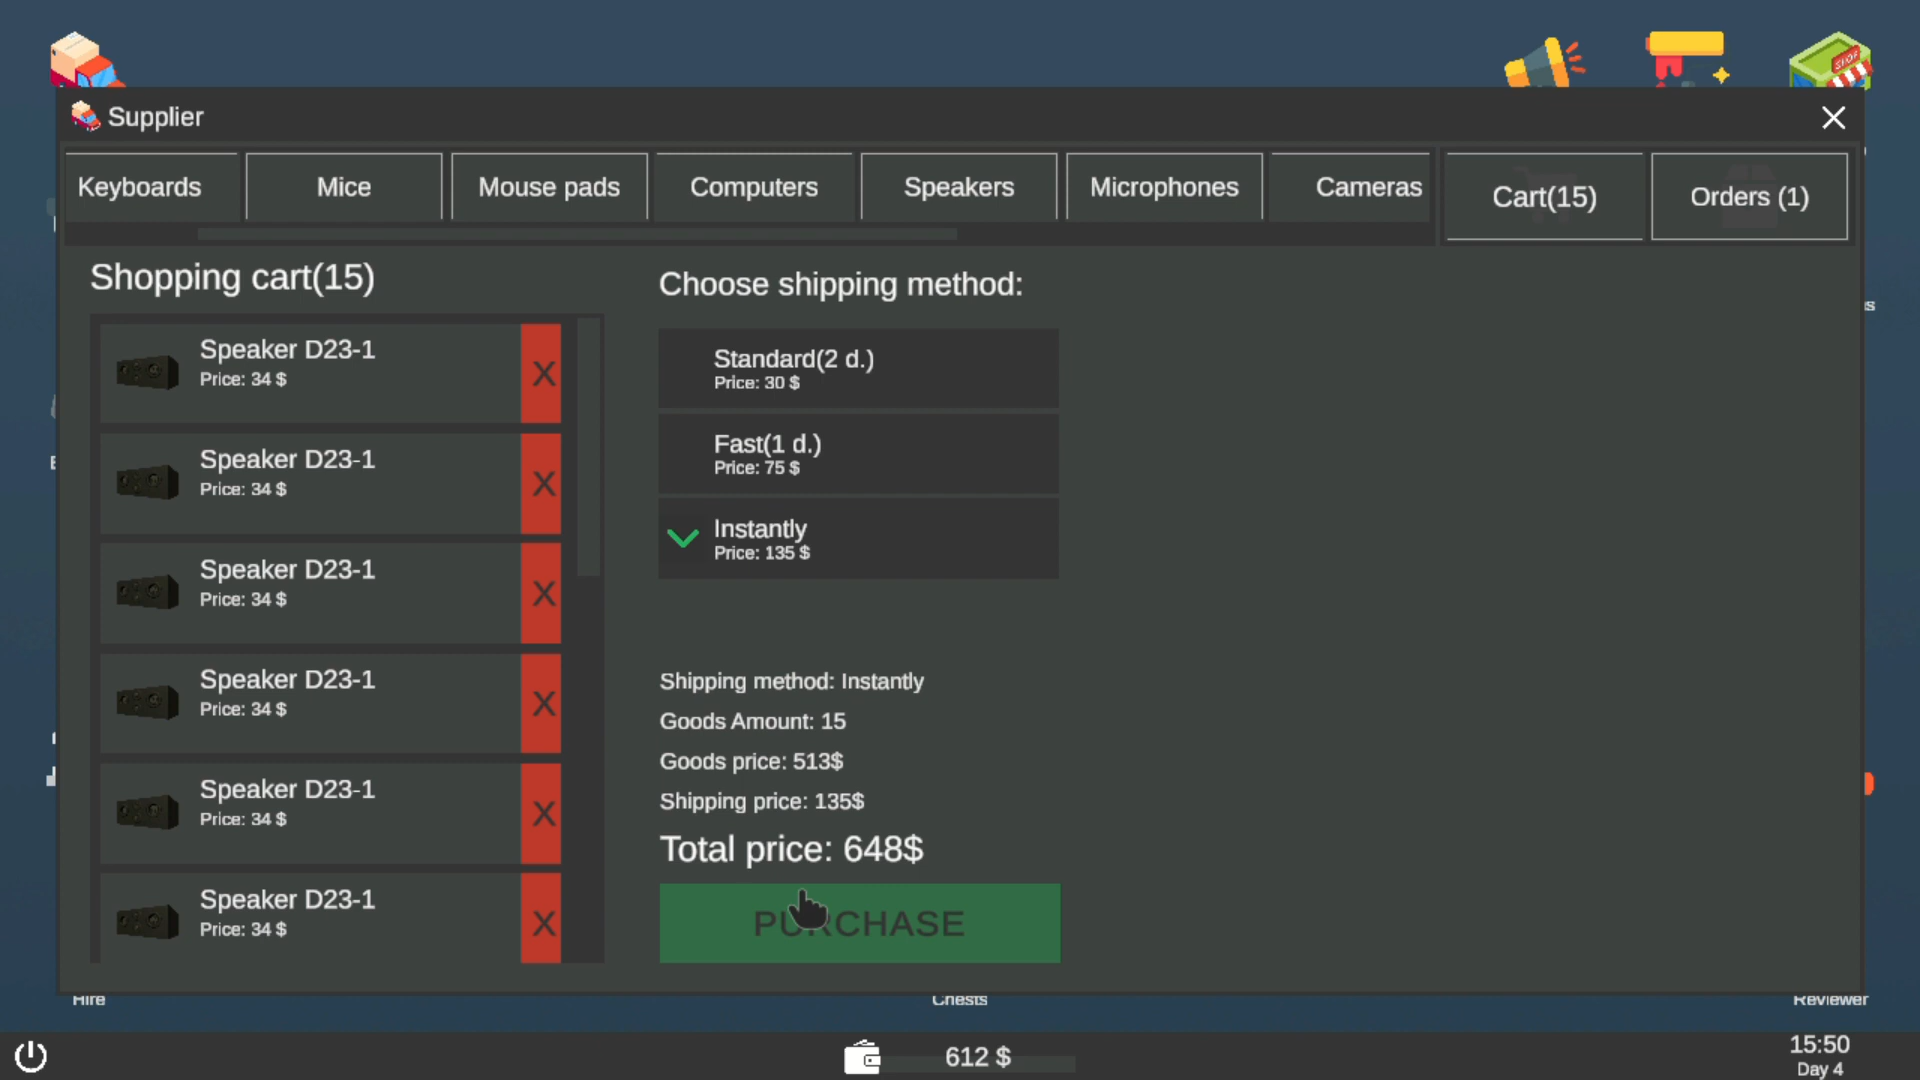 Supplier
Keyboards
Mice
Mouse pads
Computers
Speakers
Microphones
Cameras
Cart(15)
Orders (1)
Shopping cart(15)
Speaker D23-1
Price: 34 $
X
Speaker D23-1
Price: 34 $
X
Speaker D23-1
Price: 34 $
X
Speaker D23-1
Price: 34 $
X
Speaker D23-1
Price: 34 $
X
Speaker D23-1
Price: 34 $
X
Choose shipping method:
Standard(2 d.)
Price: 30 $
Fast(1 d.)
Price: 75 $
Instantly
Price: 135 $
Shipping method: Instantly
Goods Amount: 15
Goods price: 513$
Shipping price: 135$
Total price: 648$
PURCHASE
Hire
Chests
Reviewer
612 $
15:50
Day 4